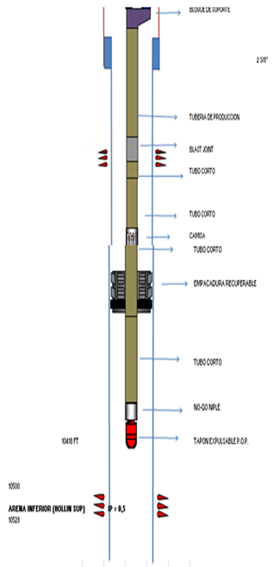 BLOQUE DE SOPORTE
2 3/8"
TUBERIA DE PRODUCCION
BLAST JOINT
TUBO CORTO
TUBO CORTO
CAMISA
TUBO CORTO
EMPACADURA RECUPERABLE
TUBO CORTO
NO-GO NIPLE
10418 FT
TAPON EXPULSABLE P.O.P.
10500
ARENA INFERIOR (HOLLIN SUP) IP = 0,5
10528